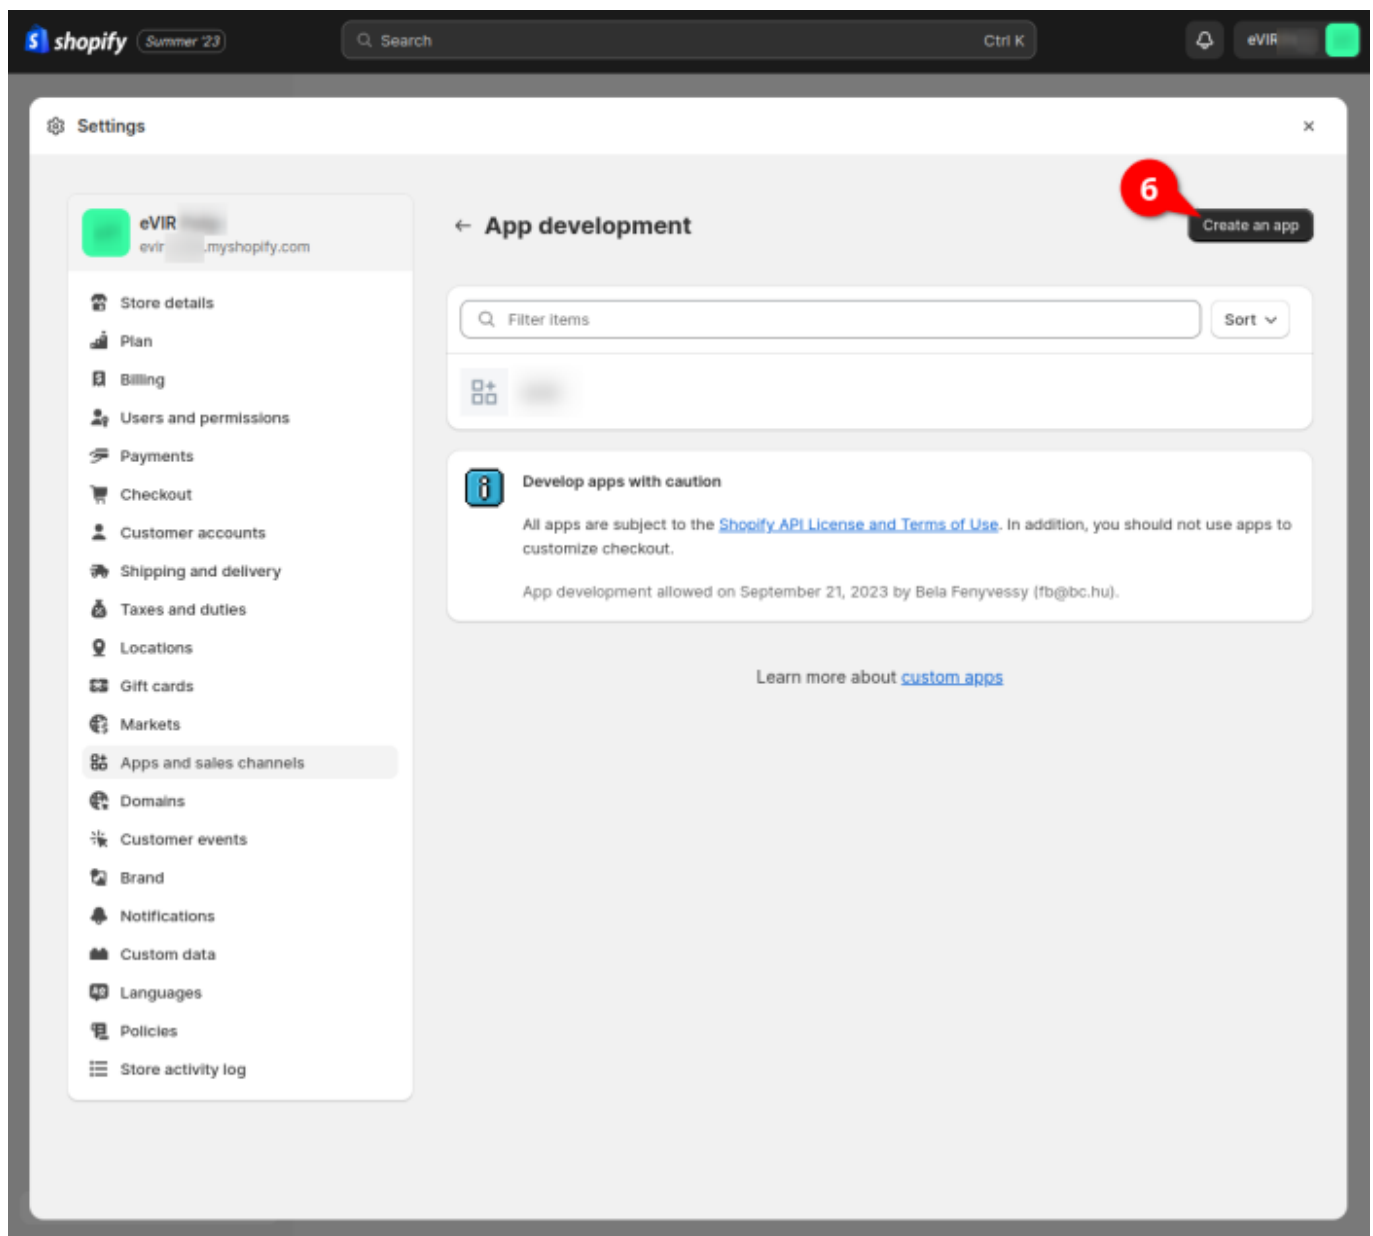 shopify Summer '23
Search Ctrl K
eVIR
Settings
eVIR
evir .myshopify.com
Store details
Plan
Billing
Users and permissions
Payments
Checkout
Customer accounts
Shipping and delivery
Taxes and duties
Locations
Gift cards
Markets
Apps and sales channels
Domains
Customer events
Brand
Notifications
Custom data
Languages
Policies
Store activity log
App development
6
Create an app
Filter items
Sort
Develop apps with caution
All apps are subject to the Shopify API License and Terms of Use. In addition, you should not use apps to
customize checkout.
App development allowed on September 21, 2023 by Bela Fenyvessy (fb@bc.hu).
Learn more about custom apps